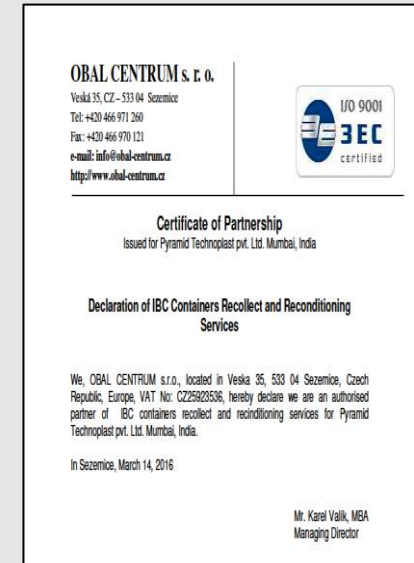 OBAL CENTRUM s. r. o.
Veská 35, CZ – 533 04 Sezemice
Tel: +420 466 971 260
Fax: +420 466 970 121
e-mail: info@obal-centrum.cz
http://www.obal-centrum.cz
I/O 9001
3EC
certified
Certificate of Partnership
Issued for Pyramid Technoplast pvt. Ltd. Mumbai, India
Declaration of IBC Containers Recollect and Reconditioning
Services
We, OBAL CENTRUM s.r.o., located in Veska 35, 533 04 Sezemice, Czech
Republic, Europe, VAT No: CZ25923536, hereby declare we are an authorised
partner of IBC containers recollect and recinditioning services for Pyramid
Technoplast pvt. Ltd. Mumbai, India.
In Sezemice, March 14, 2016
Mr. Karel Valik, MBA
Managing Director